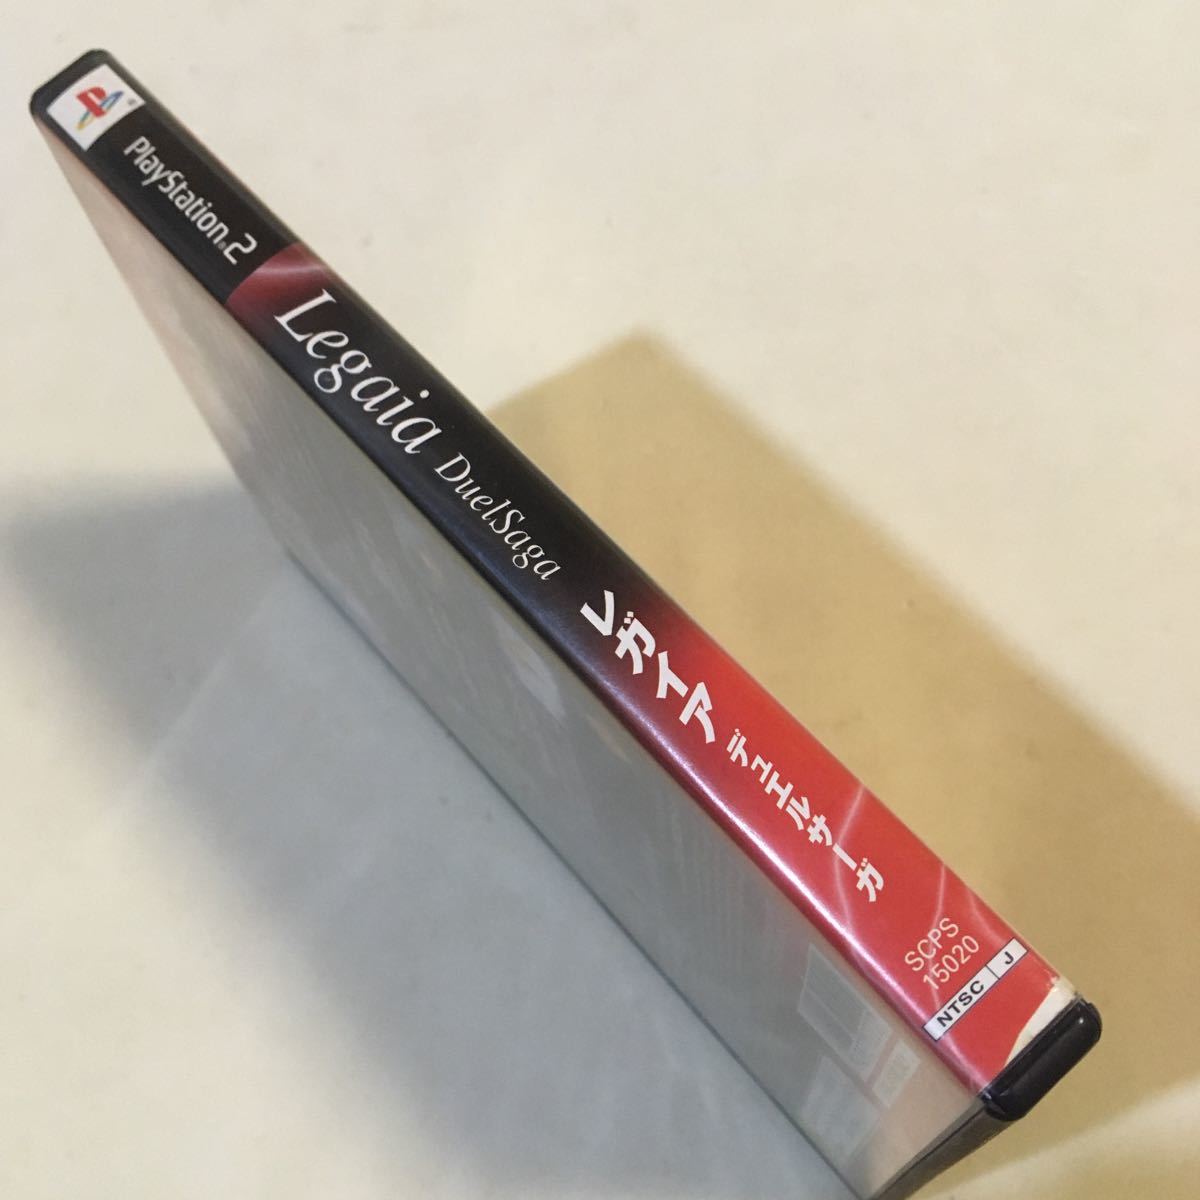 PlayStation®2
Legaia DuelSaga
レガイア デュエルサーガ
SCPS
15020
NTSC J